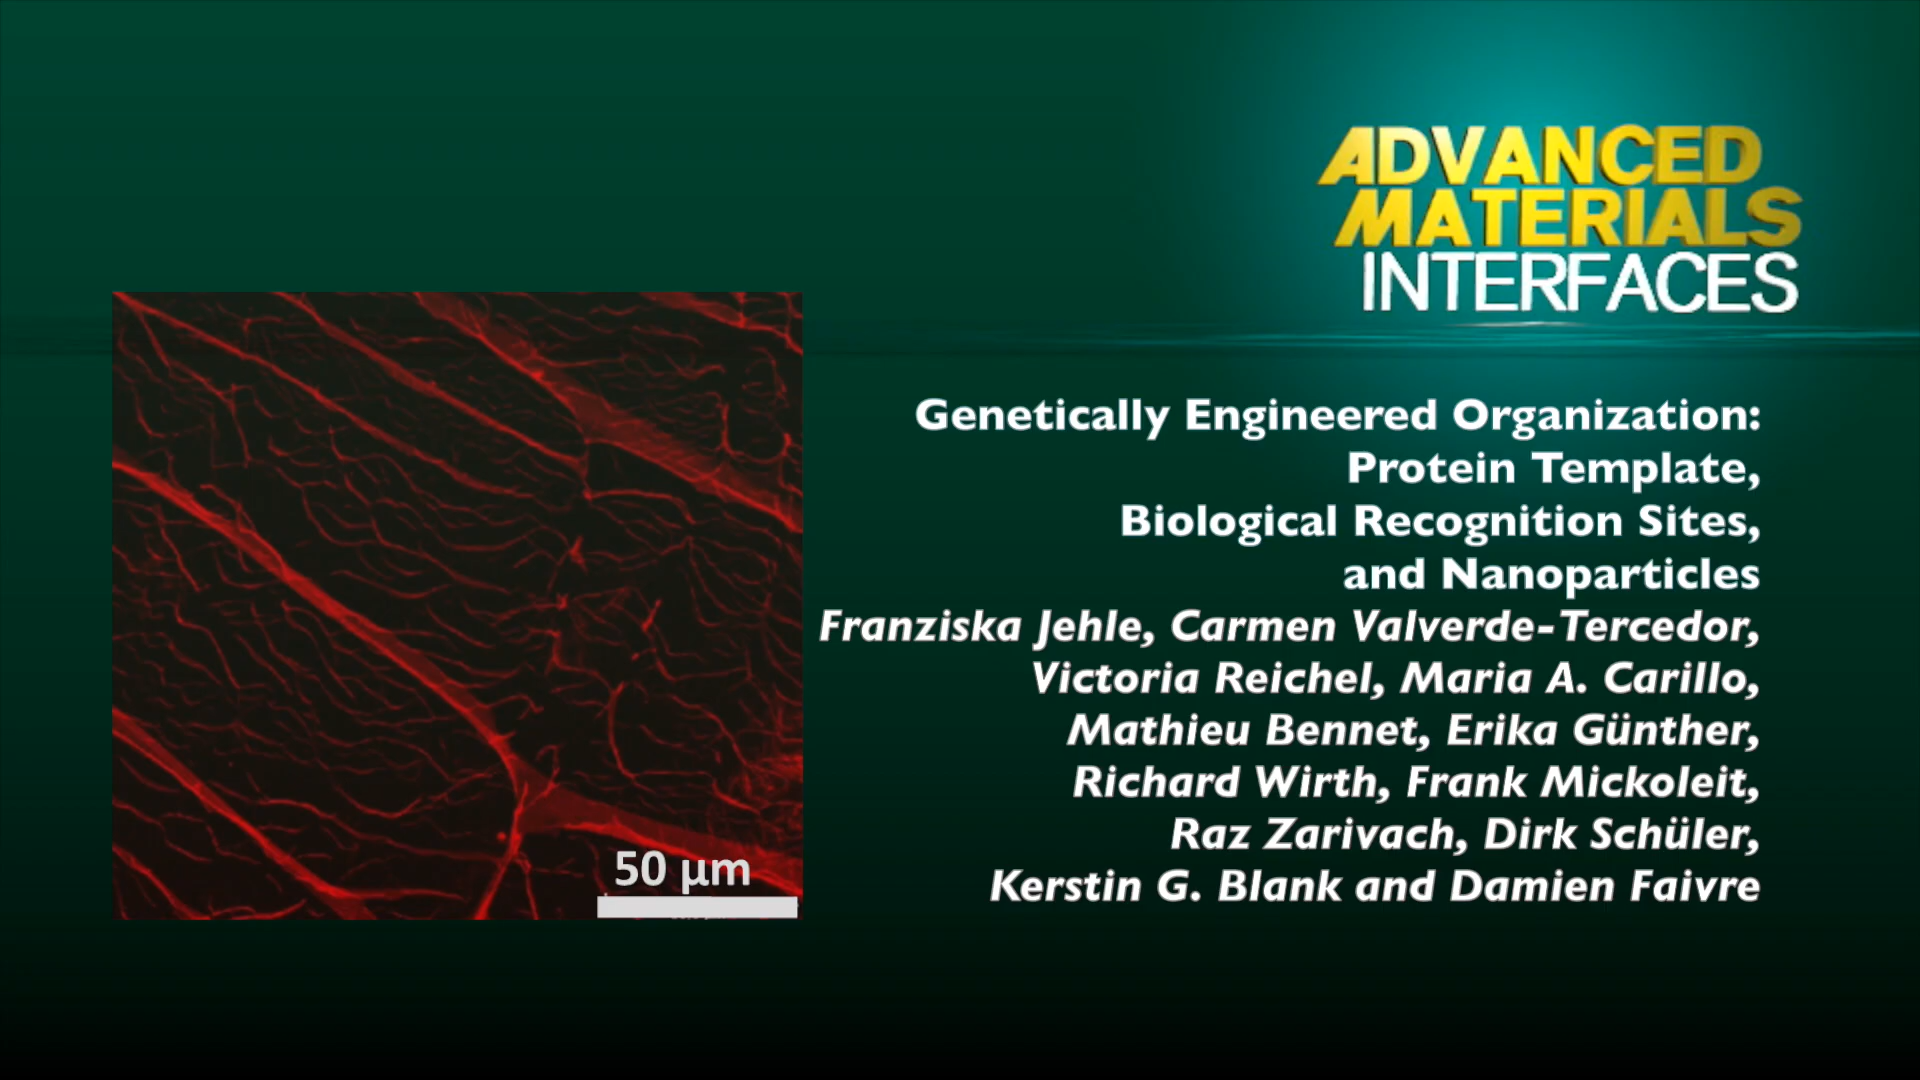 ADVANCED
MATERIALS
INTERFACES
Genetically Engineered Organization:
Protein Template,
Biological Recognition Sites,
and Nanoparticles
Franziska Jehle, Carmen Valverde-Tercedor,
Victoria Reichel, Maria A. Carillo,
Mathieu Bennet, Erika Günther,
Richard Wirth, Frank Mickoleit,
Raz Zarivach, Dirk Schüler,
Kerstin G. Blank and Damien Faivre
50 µm